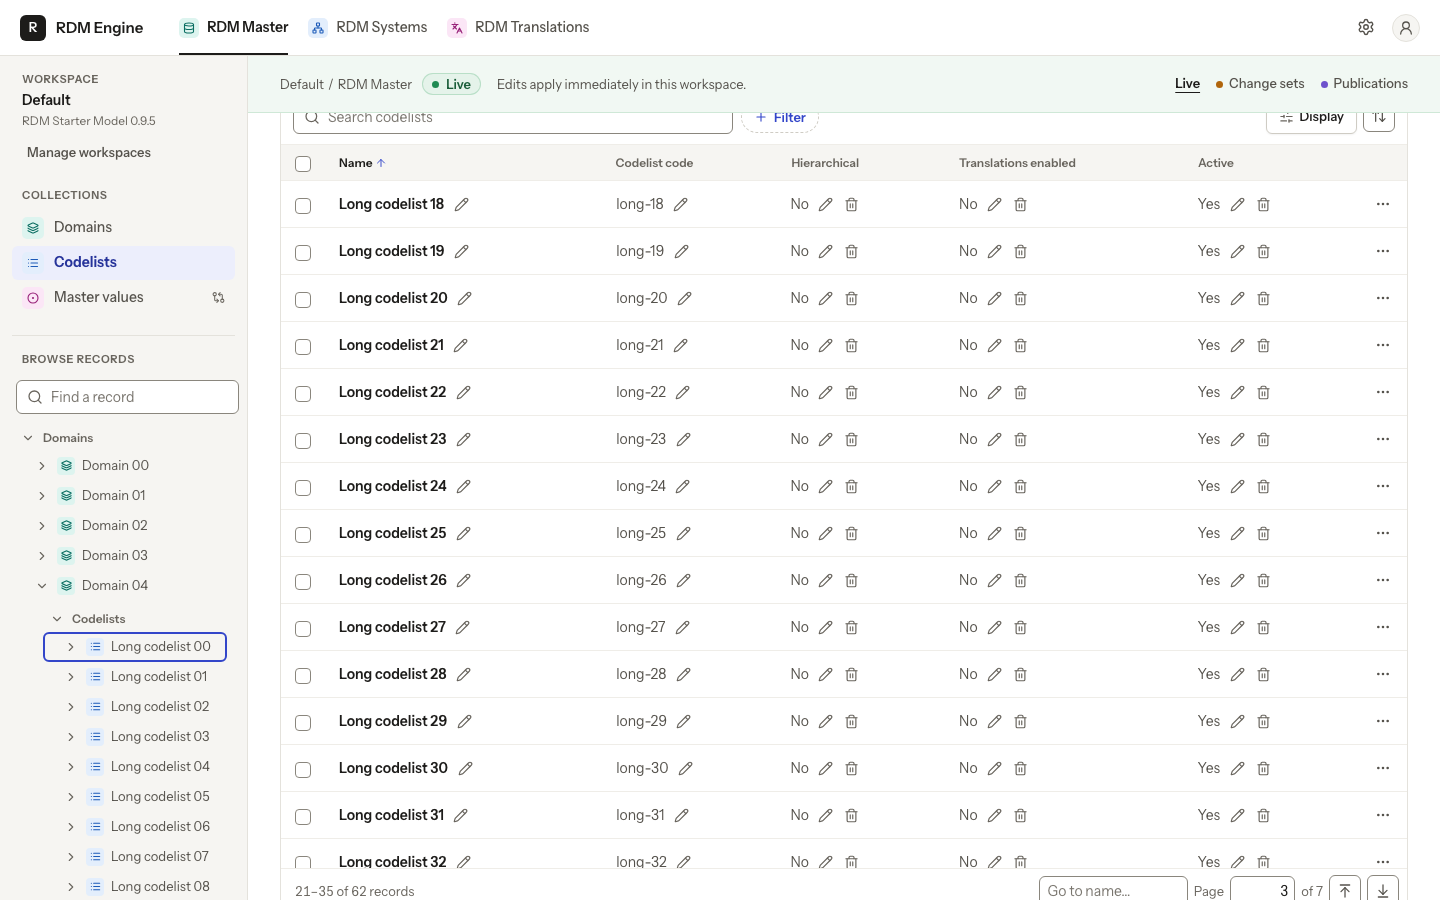 R RDM Engine RDM Master RDM Systems RDM Translations
WORKSPACE
Default
RDM Starter Model 0.9.5
Manage workspaces
COLLECTIONS
Domains
Codelists
Master values
BROWSE RECORDS
Find a record
Domains
Domain 00
Domain 01
Domain 02
Domain 03
Domain 04
Codelists
Long codelist 00
Long codelist 01
Long codelist 02
Long codelist 03
Long codelist 04
Long codelist 05
Long codelist 06
Long codelist 07
Long codelist 08
Default / RDM Master Live Edits apply immediately in this workspace. Live Change sets Publications
Search codelists + Filter Display
Name Codelist code Hierarchical Translations enabled Active
Long codelist 18 long-18 No No Yes
Long codelist 19 long-19 No No Yes
Long codelist 20 long-20 No No Yes
Long codelist 21 long-21 No No Yes
Long codelist 22 long-22 No No Yes
Long codelist 23 long-23 No No Yes
Long codelist 24 long-24 No No Yes
Long codelist 25 long-25 No No Yes
Long codelist 26 long-26 No No Yes
Long codelist 27 long-27 No No Yes
Long codelist 28 long-28 No No Yes
Long codelist 29 long-29 No No Yes
Long codelist 30 long-30 No No Yes
Long codelist 31 long-31 No No Yes
Long codelist 32 long-32 No No Yes
21–35 of 62 records Go to name... Page 3 of 7